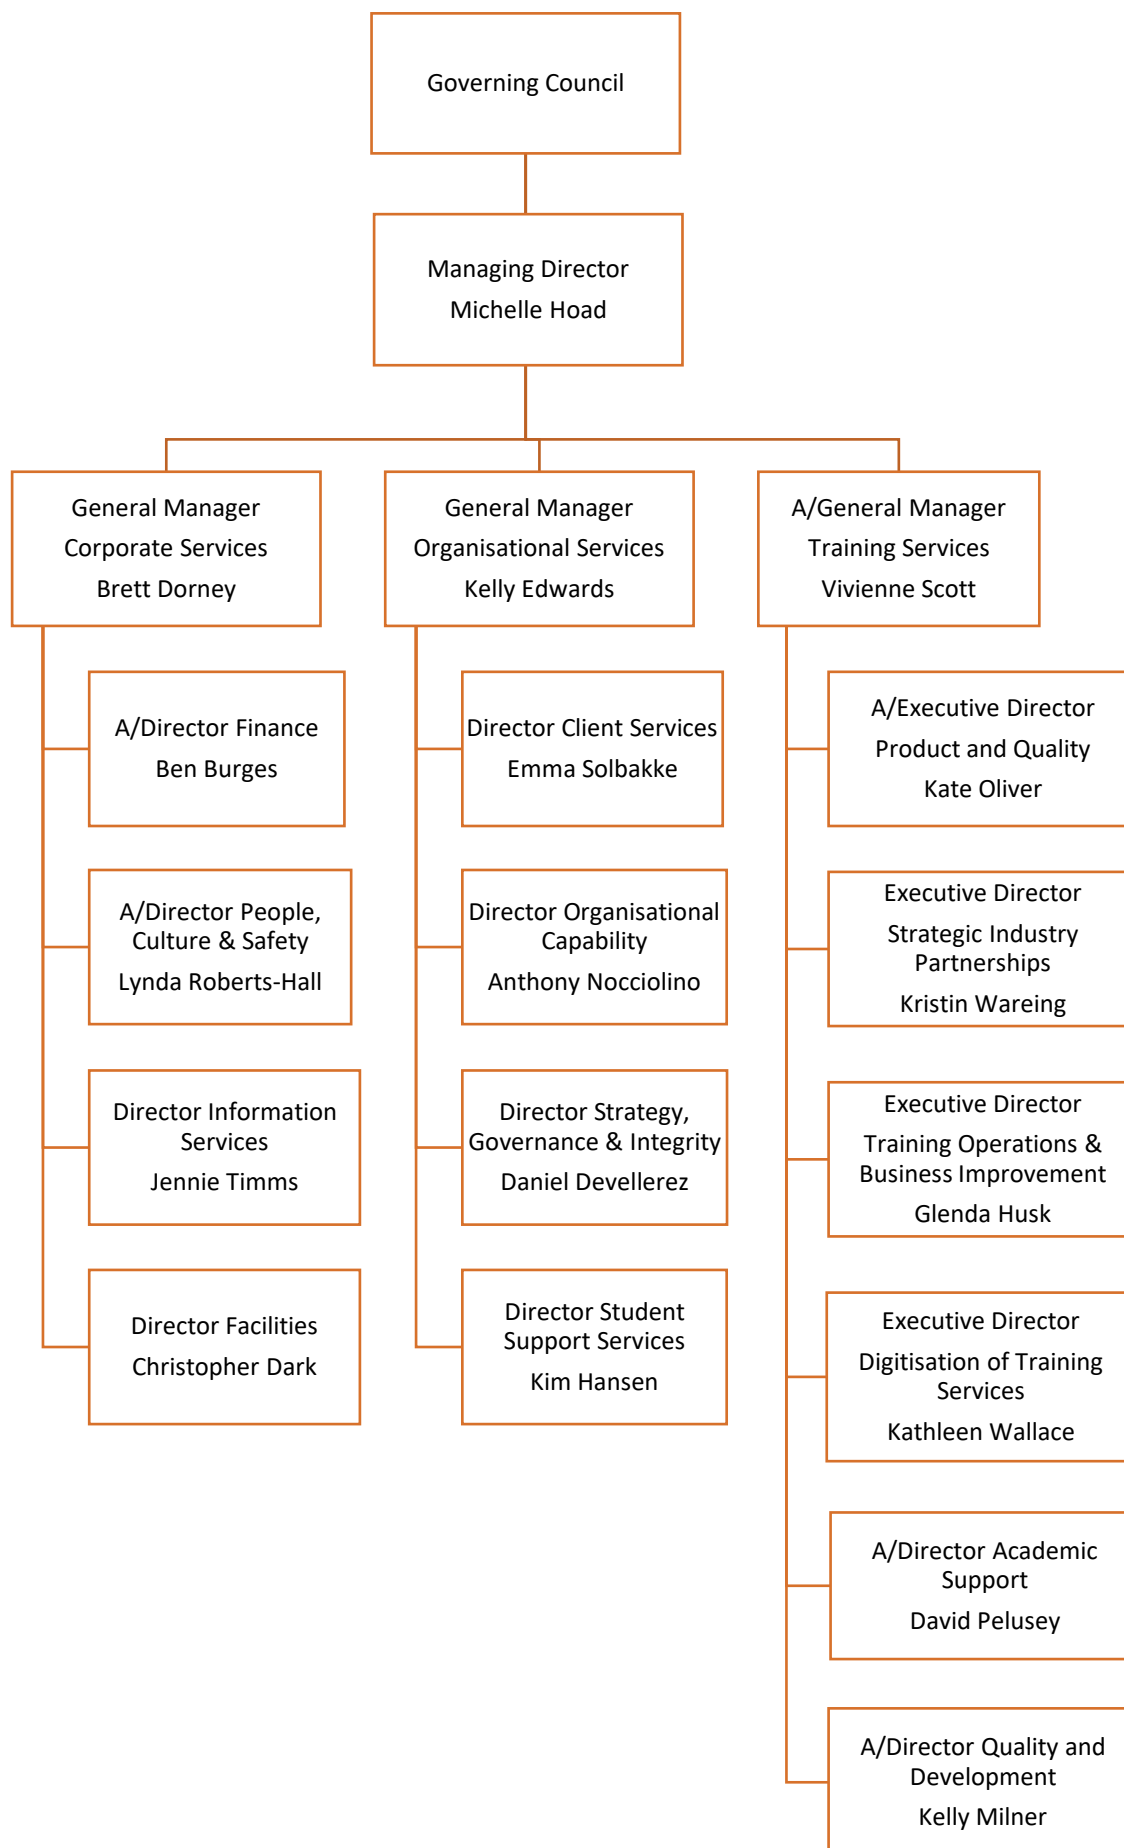 Governing Council
Managing Director
Michelle Hoad
General Manager
Corporate Services
Brett Dorney
General Manager
Organisational Services
Kelly Edwards
A/General Manager
Training Services
Vivienne Scott
A/Director Finance
Ben Burges
A/Director People,
Culture & Safety
Lynda Roberts-Hall
Director Information
Services
Jennie Timms
Director Facilities
Christopher Dark
Director Client Services
Emma Solbakke
Director Organisational
Capability
Anthony Nocciolino
Director Strategy,
Governance & Integrity
Daniel Devellerez
Director Student
Support Services
Kim Hansen
A/Executive Director
Product and Quality
Kate Oliver
Executive Director
Strategic Industry
Partnerships
Kristin Wareing
Executive Director
Training Operations &
Business Improvement
Glenda Husk
Executive Director
Digitisation of Training
Services
Kathleen Wallace
A/Director Academic
Support
David Pelusey
A/Director Quality and
Development
Kelly Milner